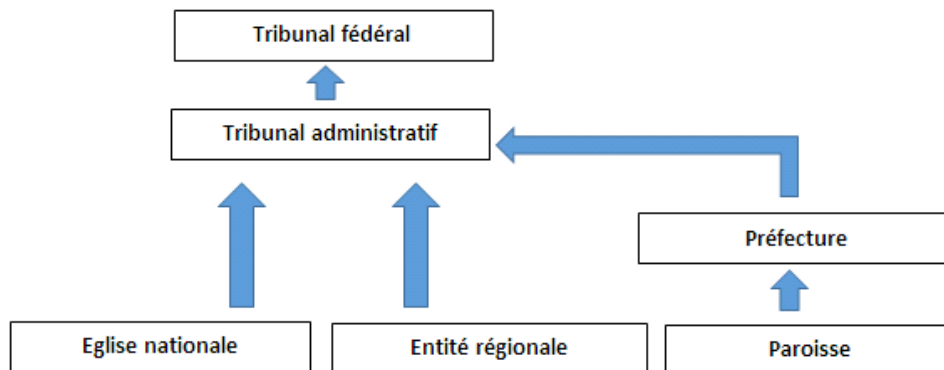 Tribunal fédéral
Tribunal administratif
Préfecture
Eglise nationale
Entité régionale
Paroisse